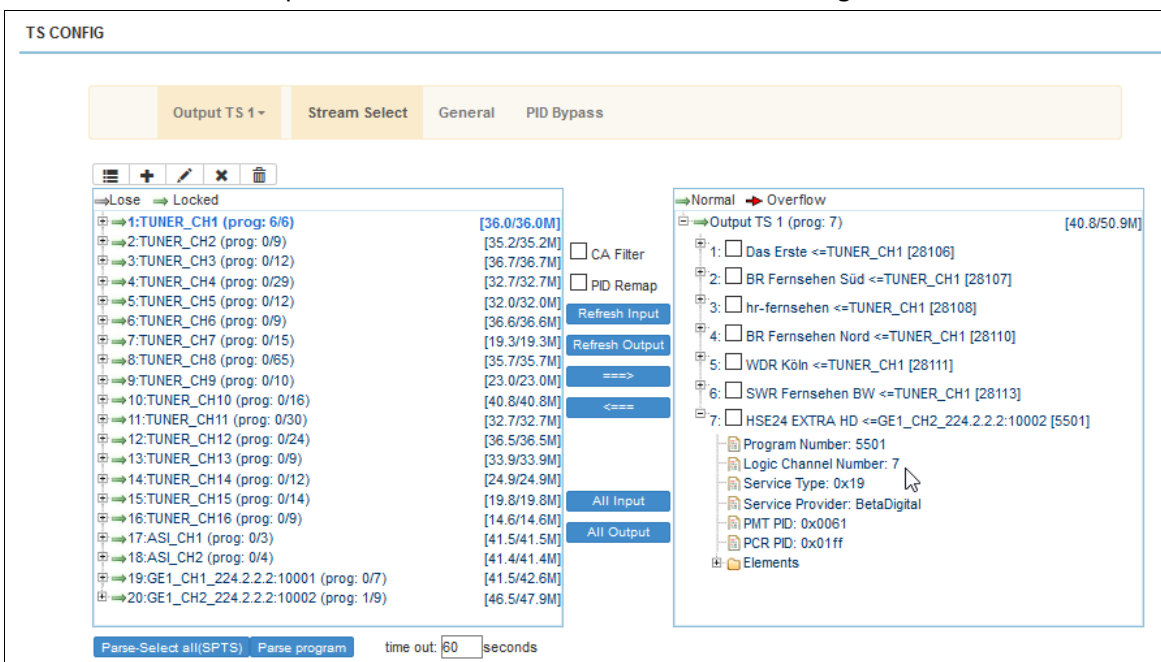 TS CONFIG
Output TS 1 Stream Select General PID Bypass
Lose Locked
1:TUNER_CH1 (prog: 6/6) [36.0/36.0M]
2:TUNER_CH2 (prog: 0/9) [35.2/35.2M]
3:TUNER_CH3 (prog: 0/12) [36.7/36.7M]
4:TUNER_CH4 (prog: 0/29) [32.7/32.7M]
5:TUNER_CH5 (prog: 0/12) [32.0/32.0M]
6:TUNER_CH6 (prog: 0/9) [36.6/36.6M]
7:TUNER_CH7 (prog: 0/15) [19.3/19.3M]
8:TUNER_CH8 (prog: 0/65) [35.7/35.7M]
9:TUNER_CH9 (prog: 0/10) [23.0/23.0M]
10:TUNER_CH10 (prog: 0/16) [40.8/40.8M]
11:TUNER_CH11 (prog: 0/30) [32.7/32.7M]
12:TUNER_CH12 (prog: 0/24) [36.5/36.5M]
13:TUNER_CH13 (prog: 0/9) [33.9/33.9M]
14:TUNER_CH14 (prog: 0/12) [24.9/24.9M]
15:TUNER_CH15 (prog: 0/14) [19.8/19.8M]
16:TUNER_CH16 (prog: 0/9) [14.6/14.6M]
17:ASI_CH1 (prog: 0/3) [41.5/41.5M]
18:ASI_CH2 (prog: 0/4) [41.4/41.4M]
19:GE1_CH1_224.2.2.2:10001 (prog: 0/7) [41.5/42.6M]
20:GE1_CH2_224.2.2.2:10002 (prog: 1/9) [46.5/47.9M]
CA Filter
PID Remap
Refresh Input
Refresh Output
===>
<===
All Input
All Output
Normal Overflow
Output TS 1 (prog: 7) [40.8/50.9M]
1: Das Erste <=TUNER_CH1 [28106]
2: BR Fernsehen Süd <=TUNER_CH1 [28107]
3: hr-fernsehen <=TUNER_CH1 [28108]
4: BR Fernsehen Nord <=TUNER_CH1 [28110]
5: WDR Köln <=TUNER_CH1 [28111]
6: SWR Fernsehen BW <=TUNER_CH1 [28113]
7: HSE24 EXTRA HD <=GE1_CH2_224.2.2.2:10002 [5501]
Program Number: 5501
Logic Channel Number: 7
Service Type: 0x19
Service Provider: BetaDigital
PMT PID: 0x0061
PCR PID: 0x01ff
Elements
Parse-Select all(SPTS) Parse program time out: 60 seconds